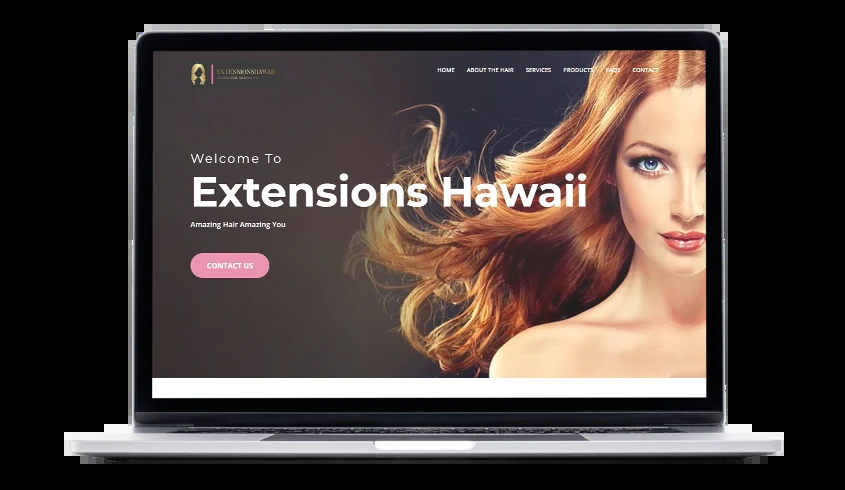 EXTENSIONSHAWAII
HOME ABOUT THE HAIR SERVICES PRODUCTS FAQS CONTACT
Welcome To
Extensions Hawaii
Amazing Hair Amazing You
CONTACT US